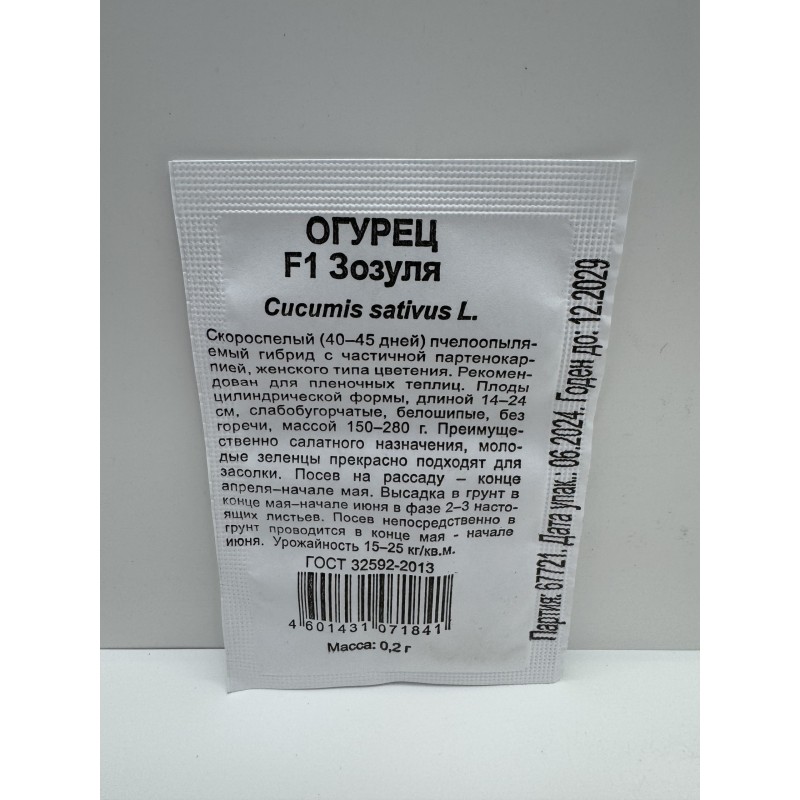 ОГУРЕЦ
F1 Зозуля
Cucumis sativus L.
Скороспелый (40–45 дней) пчелоопыля-
емый гибрид с частичной партенокар-
пией, женского типа цветения. Рекомен-
дован для пленочных теплиц. Плоды
цилиндрической формы, длиной 14–24
см, слабобугорчатые, белошипые, без
горечи, массой 150–280 г. Преимуще-
ственно салатного назначения, моло-
дые зеленцы прекрасно подходят для
засолки. Посев на рассаду – конце
апреля–начале мая. Высадка в грунт в
конце мая–начале июня в фазе 2–3 насто-
ящих листьев. Посев непосредственно в
грунт проводится в конце мая - начале
июня. Урожайность 15–25 кг/кв.м.
ГОСТ 32592-2013
4 601431 071841
Масса: 0,2 г
Партия: 67721. Дата упак.: 06.2024. Годен до: 12.2029